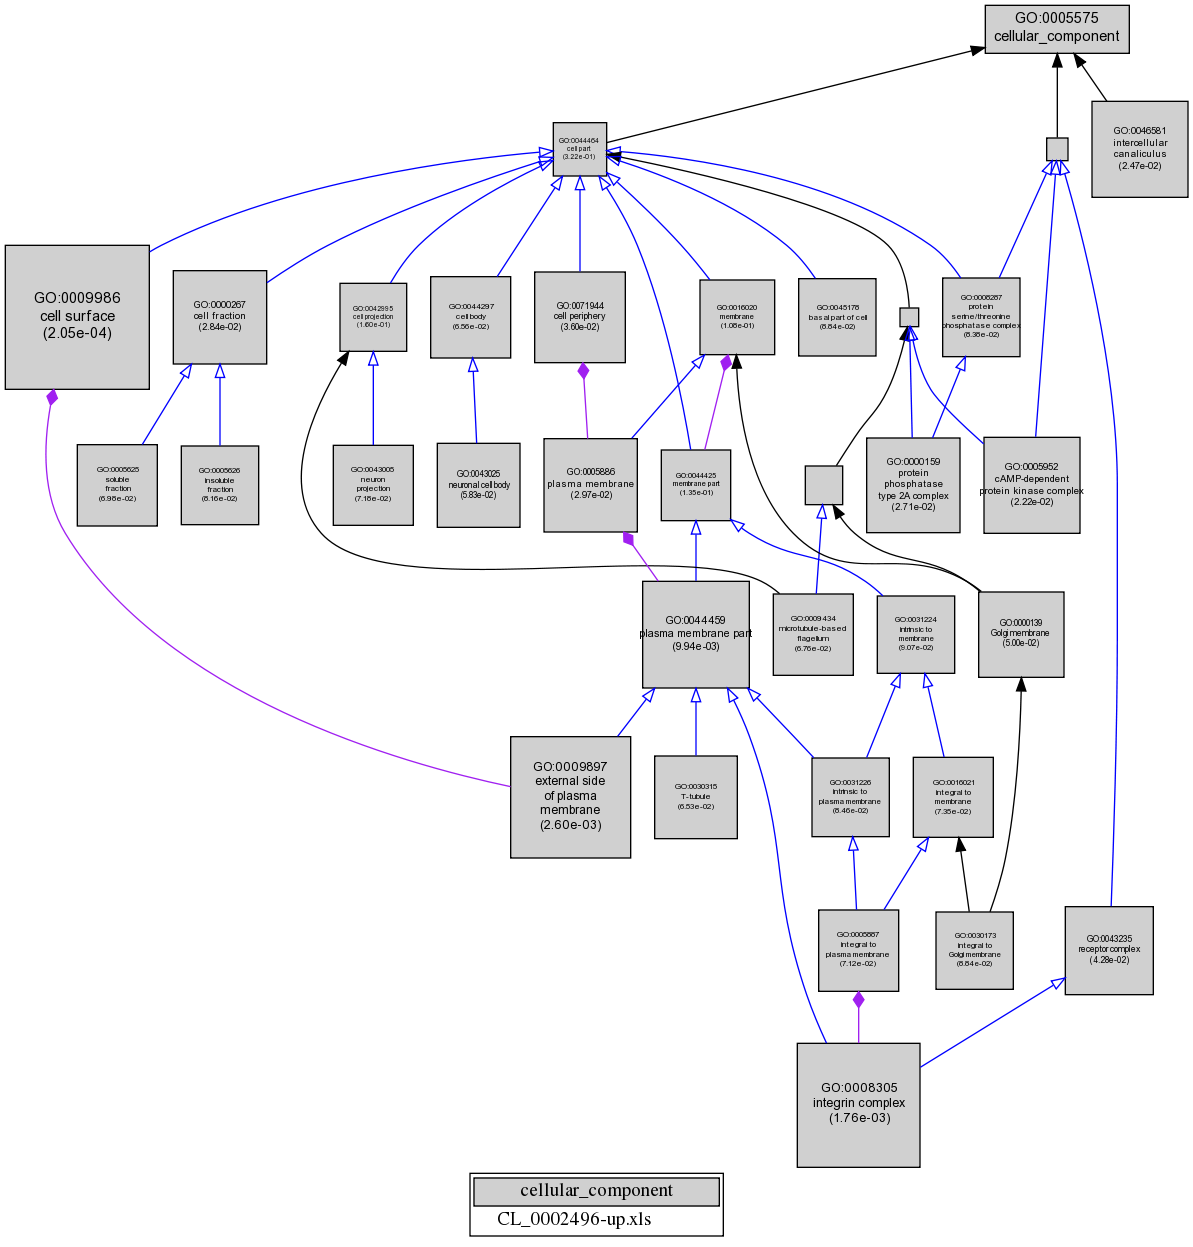 GO:0005575
cellular_component
GO:0044464
cell part
(3.22e-01)
GO:0046581
intercellular
canaliculus
(2.47e-02)
GO:0009986
cell surface
(2.05e-04)
GO:0000267
cell fraction
(2.84e-02)
GO:0042995
cell projection
(1.60e-01)
GO:0044297
cell body
(6.56e-02)
GO:0071944
cell periphery
(3.60e-02)
GO:0016020
membrane
(1.08e-01)
GO:0045178
basal part of cell
(8.84e-02)
GO:0008287
protein
serine/threonine
phosphatase complex
(8.38e-02)
GO:0005625
soluble
fraction
(6.98e-02)
GO:0005626
insoluble
fraction
(8.16e-02)
GO:0043005
neuron
projection
(7.18e-02)
GO:0043025
neuronal cell body
(5.83e-02)
GO:0005886
plasma membrane
(2.97e-02)
GO:0044425
membrane part
(1.35e-01)
GO:0000159
protein
phosphatase
type 2A complex
(2.71e-02)
GO:0005952
cAMP-dependent
protein kinase complex
(2.22e-02)
GO:0044459
plasma membrane part
(9.94e-03)
GO:0009434
microtubule-based
flagellum
(6.76e-02)
GO:0031224
intrinsic to
membrane
(9.07e-02)
GO:0000139
Golgi membrane
(5.00e-02)
GO:0009897
external side
of plasma
membrane
(2.60e-03)
GO:0030315
T-tubule
(6.53e-02)
GO:0031226
intrinsic to
plasma membrane
(8.46e-02)
GO:0016021
integral to
membrane
(7.35e-02)
GO:0005887
integral to
plasma membrane
(7.12e-02)
GO:0030173
integral to
Golgi membrane
(8.84e-02)
GO:0043235
receptor complex
(4.28e-02)
GO:0008305
integrin complex
(1.76e-03)
cellular_component
CL_0002496-up.xls